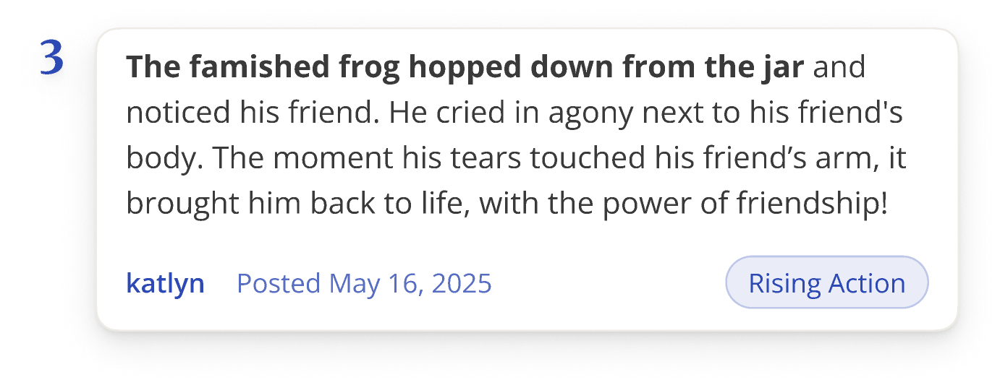 3
The famished frog hopped down from the jar and
noticed his friend. He cried in agony next to his friend's
body. The moment his tears touched his friend’s arm, it
brought him back to life, with the power of friendship!
katlyn Posted May 16, 2025 Rising Action